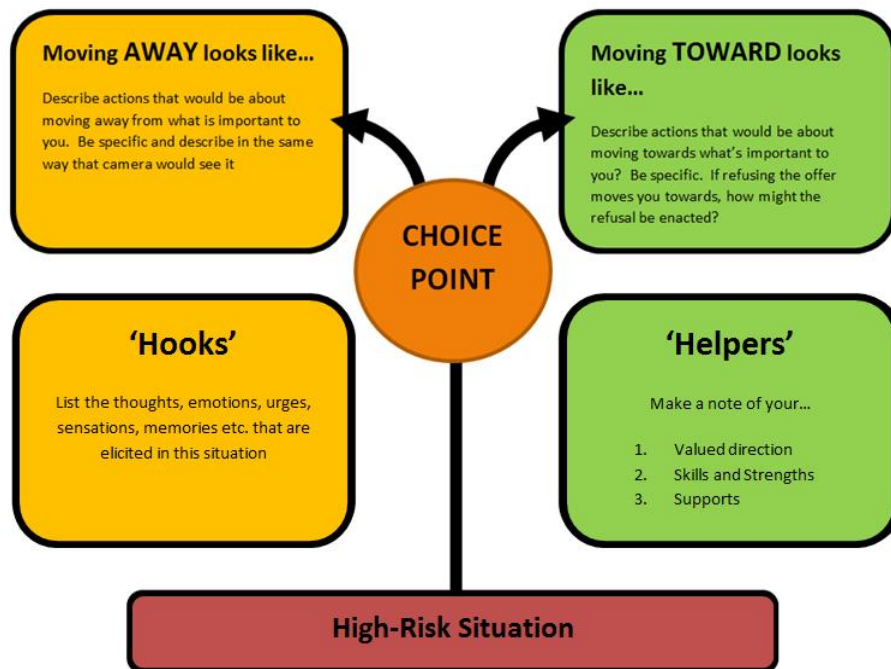 Moving AWAY looks like...
Describe actions that would be about
moving away from what is important to
you.  Be specific and describe in the same
way that camera would see it
Moving TOWARD looks
like...
Describe actions that would be about
moving towards what's important to
you?  Be specific.  If refusing the offer
moves you towards, how might the
refusal be enacted?
CHOICE
POINT
'Hooks'
List the thoughts, emotions, urges,
sensations, memories etc. that are
elicited in this situation
'Helpers'
Make a note of your...
1. Valued direction
2. Skills and Strengths
3. Supports
High-Risk Situation